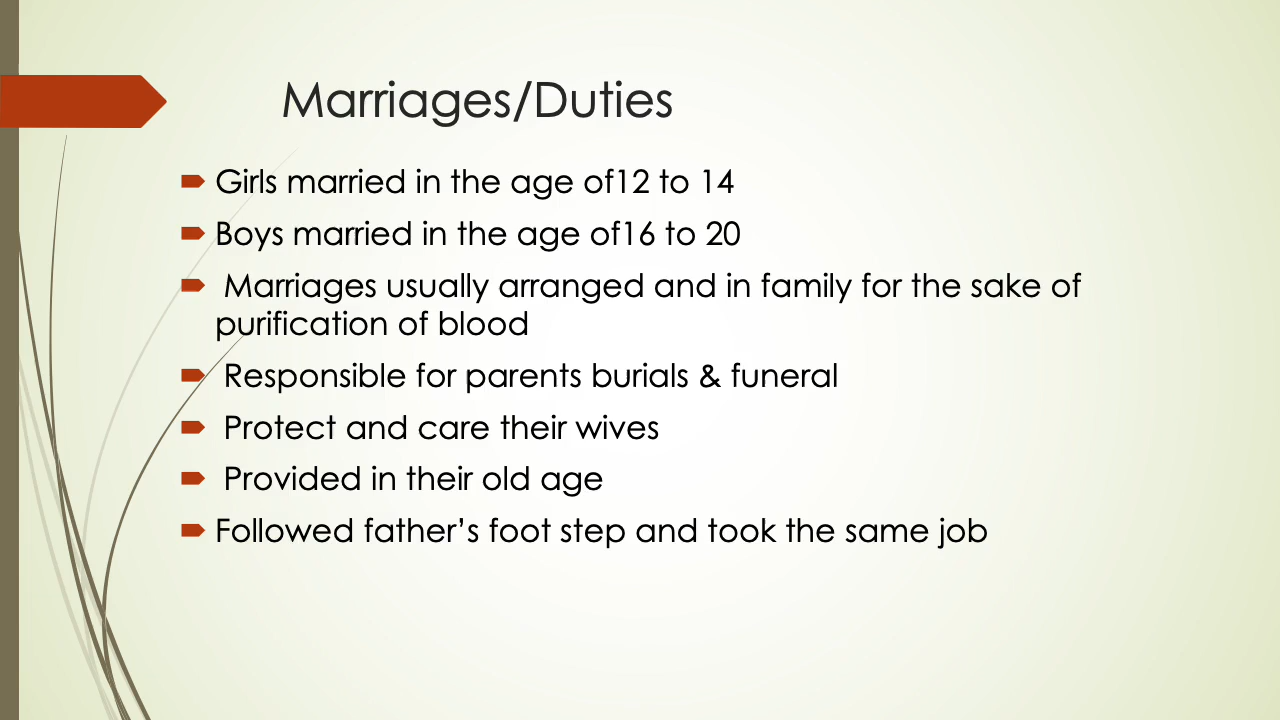 Marriages/Duties
Girls married in the age of12 to 14
Boys married in the age of16 to 20
Marriages usually arranged and in family for the sake of
purification of blood
Responsible for parents burials & funeral
Protect and care their wives
Provided in their old age
Followed father’s foot step and took the same job